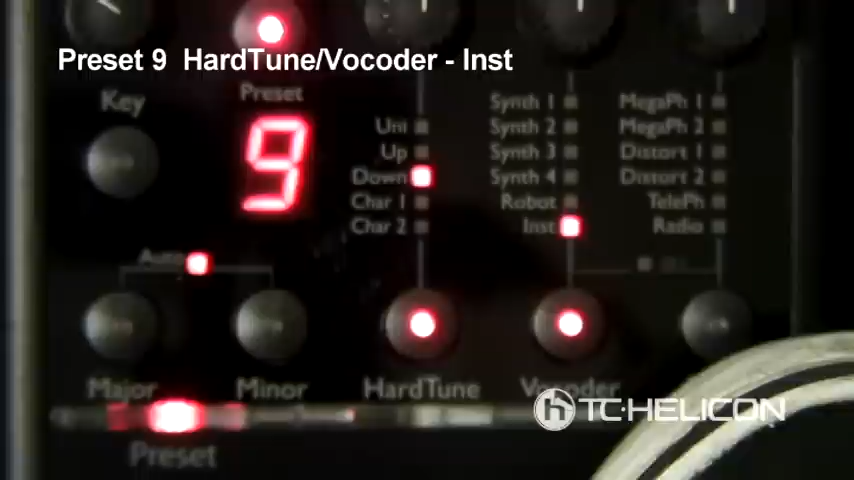 Preset 9 HardTune/Vocoder - Inst
Key
Preset
9
Uni
Up
Down
Char 1
Char 2
Synth 1
Synth 2
Synth 3
Synth 4
Robot
Inst
MegaPh 1
MegaPh 2
Distort 1
Distort 2
TelePh
Radio
Auto
Major
Minor
HardTune
Vocoder
h TC·HELICON
Preset